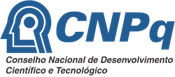 CNPq
Conselho Nacional de Desenvolvimento
Científico e Tecnológico